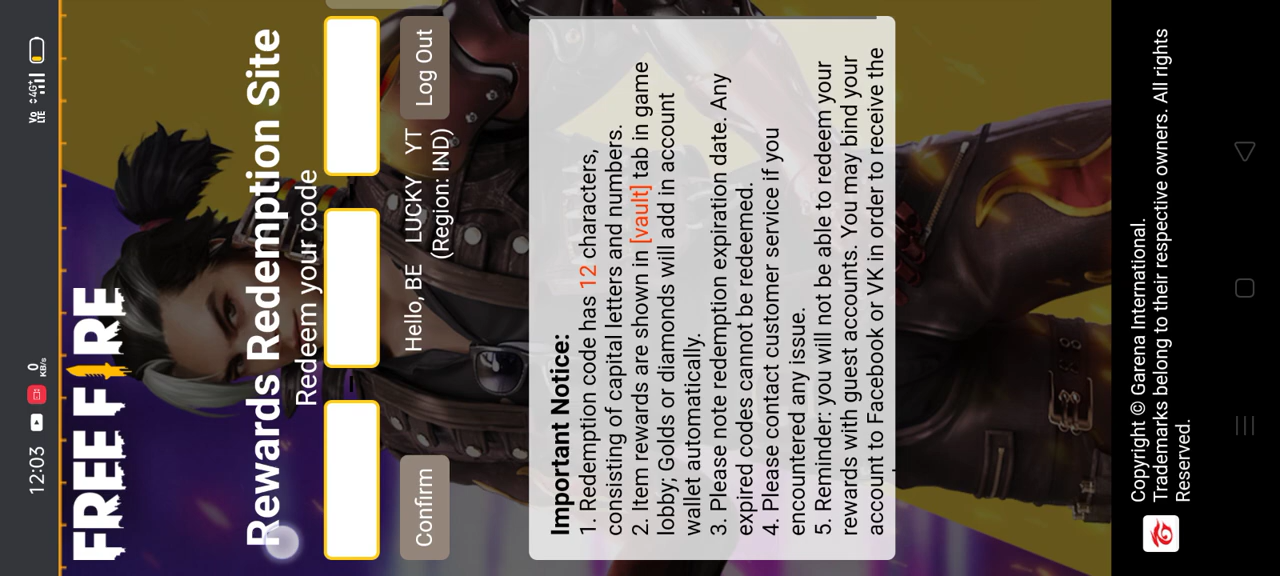 12:03
0
KB/s
Vo
LTE
4G+
FREE FIRE
Rewards Redemption Site
Redeem your code
-
-
Confirm
Hello, BE LUCKY YT
(Region: IND)
Log Out
Important Notice:
1. Redemption code has 12 characters,
consisting of capital letters and numbers.
2. Item rewards are shown in [vault] tab in game
lobby; Golds or diamonds will add in account
wallet automatically.
3. Please note redemption expiration date. Any
expired codes cannot be redeemed.
4. Please contact customer service if you
encountered any issue.
5. Reminder: you will not be able to redeem your
rewards with guest accounts. You may bind your
account to Facebook or VK in order to receive the
Copyright © Garena International.
Trademarks belong to their respective owners. All rights
Reserved.